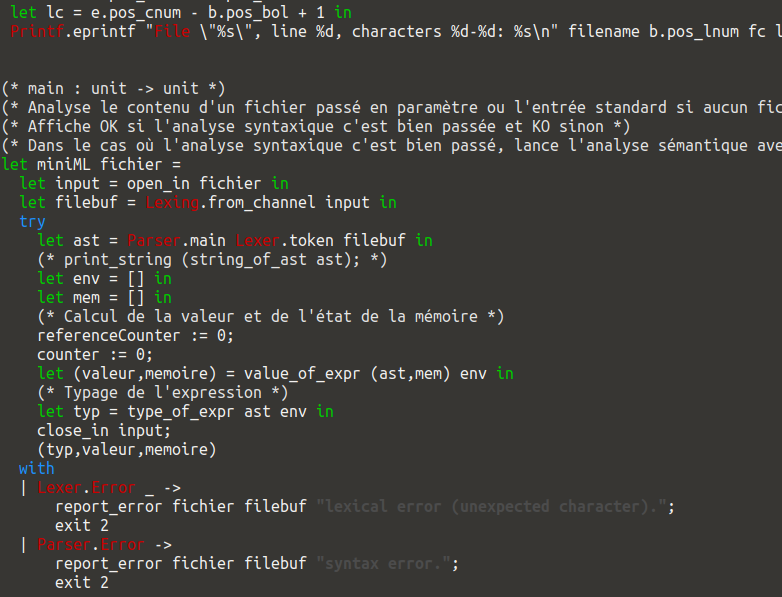 let lc = e.pos_cnum - b.pos_bol + 1 in
Printf.eprintf "File \"%s\", line %d, characters %d-%d: %s\n" filename b.pos_lnum fc l
(* main : unit -> unit *)
(* Analyse le contenu d'un fichier passé en paramètre ou l'entrée standard si aucun fic
(* Affiche OK si l'analyse syntaxique c'est bien passée et KO sinon *)
(* Dans le cas où l'analyse syntaxique c'est bien passé, lance l'analyse sémantique ave
let miniML fichier =
let input = open_in fichier in
let filebuf = Lexing.from_channel input in
try
let ast = Parser.main Lexer.token filebuf in
(* print_string (string_of_ast ast); *)
let env = [] in
let mem = [] in
(* Calcul de la valeur et de l'état de la mémoire *)
referenceCounter := 0;
counter := 0;
let (valeur,memoire) = value_of_expr (ast,mem) env in
(* Typage de l'expression *)
let typ = type_of_expr ast env in
close_in input;
(typ,valeur,memoire)
with
| Lexer.Error _ ->
report_error fichier filebuf "lexical error (unexpected character).";
exit 2
| Parser.Error ->
report_error fichier filebuf "syntax error.";
exit 2